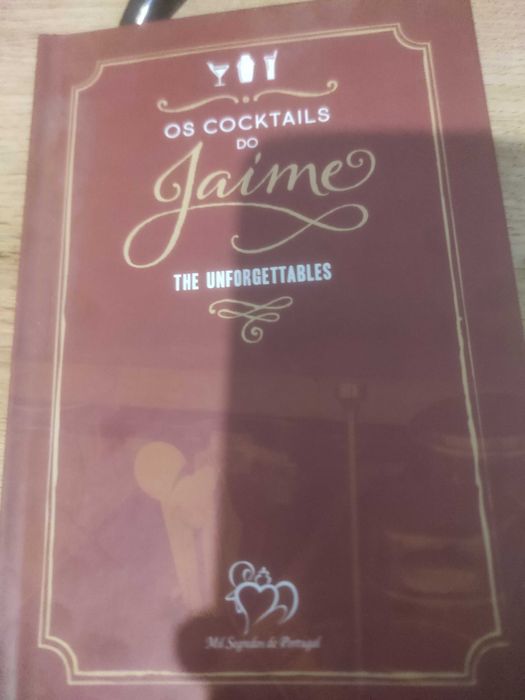 OS COCKTAILS
DO
Jaime
THE UNFORGETTABLES
Mil Segredos de Portugal